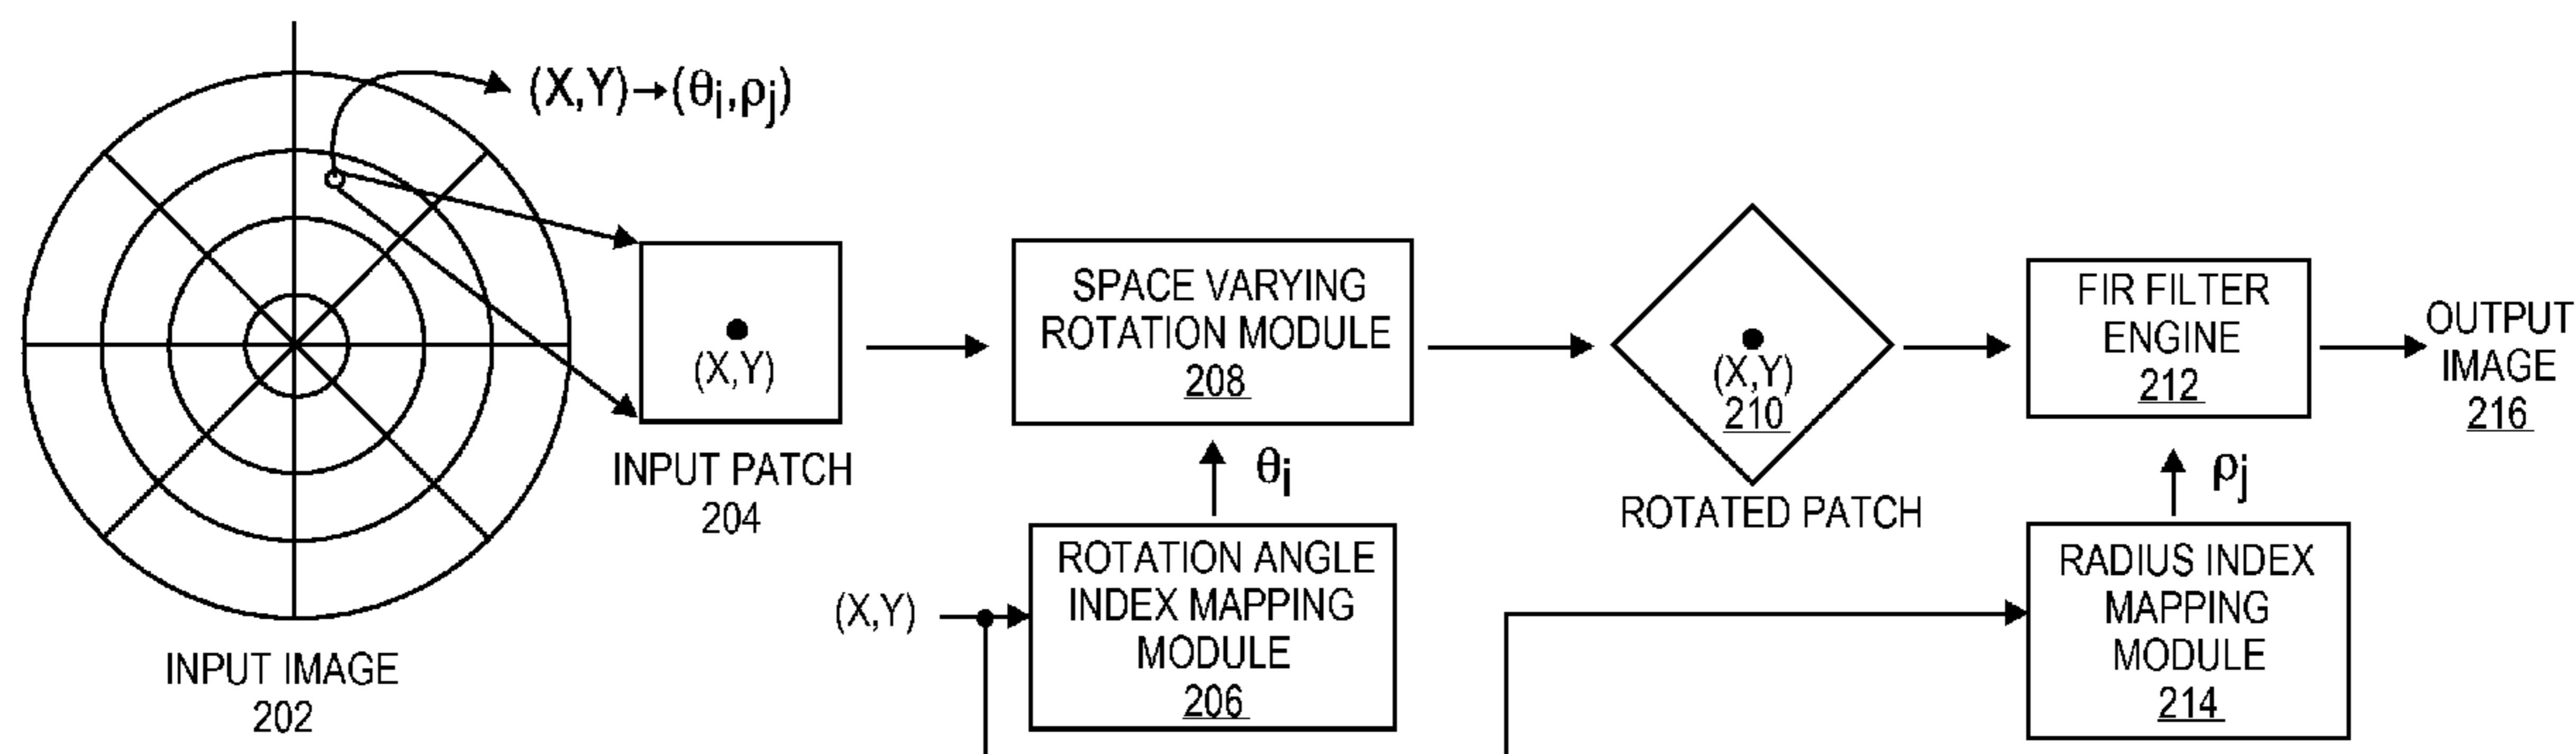 (X,Y)→(θi,ρj)
(X,Y)
INPUT PATCH
204
SPACE VARYING
ROTATION MODULE
208
(X,Y)
210
ROTATED PATCH
FIR FILTER
ENGINE
212
OUTPUT
IMAGE
216
θi
ρj
(X,Y)
ROTATION ANGLE
INDEX MAPPING
MODULE
206
RADIUS INDEX
MAPPING
MODULE
214
INPUT IMAGE
202